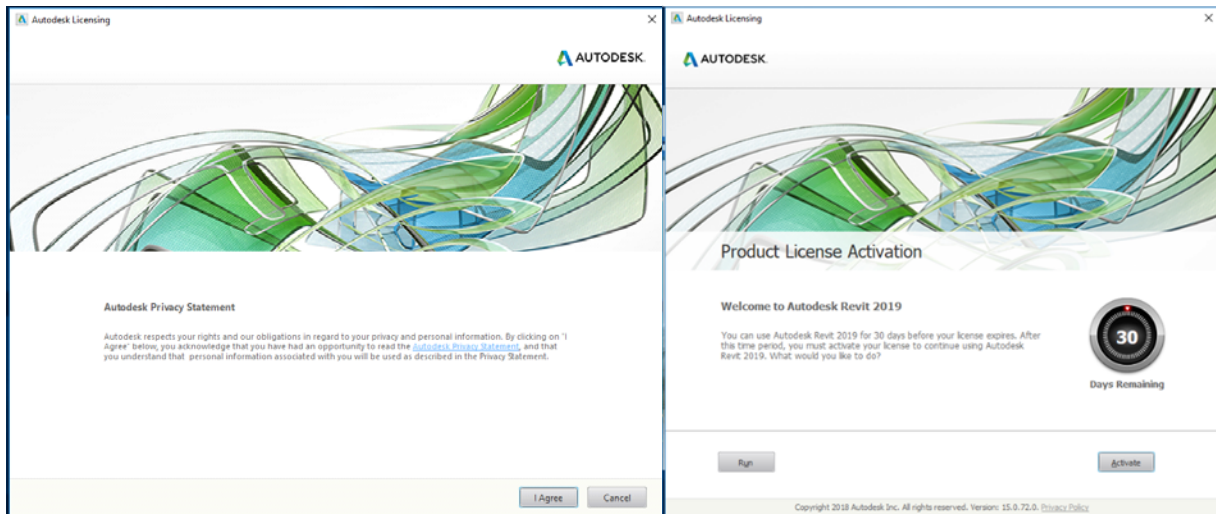 Autodesk Licensing
AUTODESK.
Autodesk Privacy Statement
Autodesk respects your rights and our obligations in regard to your privacy and personal information. By clicking on 'I
Agree' below, you acknowledge that you have had an opportunity to read the Autodesk Privacy Statement, and that
you understand that personal information associated with you will be used as described in the Privacy Statement.
I Agree
Cancel
Autodesk Licensing
AUTODESK.
Product License Activation
Welcome to Autodesk Revit 2019
You can use Autodesk Revit 2019 for 30 days before your license expires. After
this time period, you must activate your license to continue using Autodesk
Revit 2019. What would you like to do?
30
Days Remaining
Run
Activate
Copyright 2018 Autodesk Inc. All rights reserved. Version: 15.0.72.0. Privacy Policy